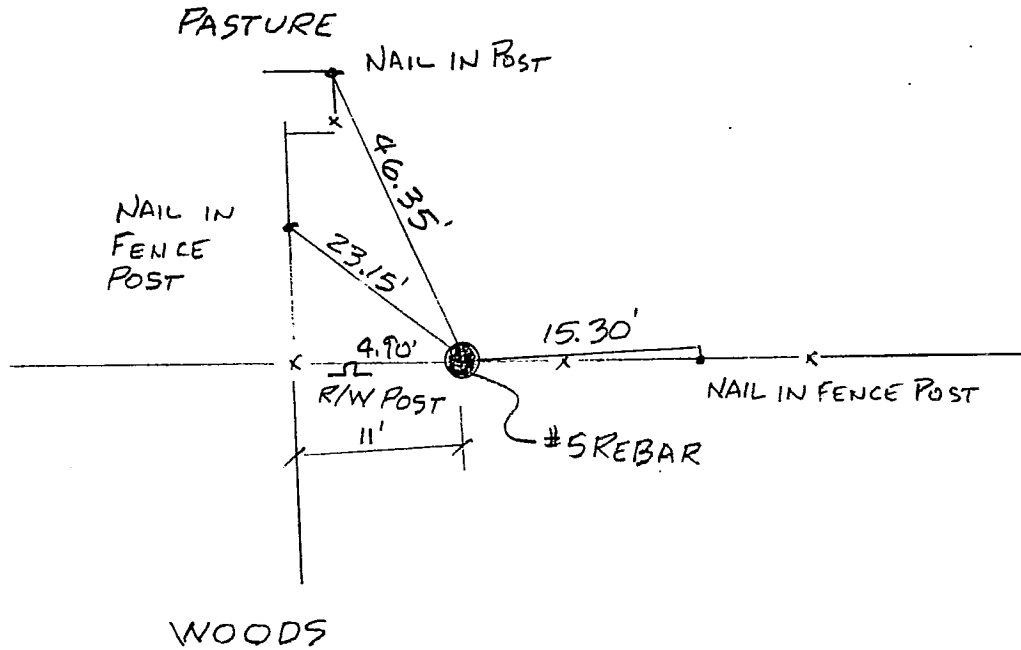 PASTURE
NAIL IN POST
46.35'
NAIL IN
FENCE
POST
23.15'
15.30'
4.90'
R/W POST
NAIL IN FENCE POST
11'
#5 REBAR
WOODS